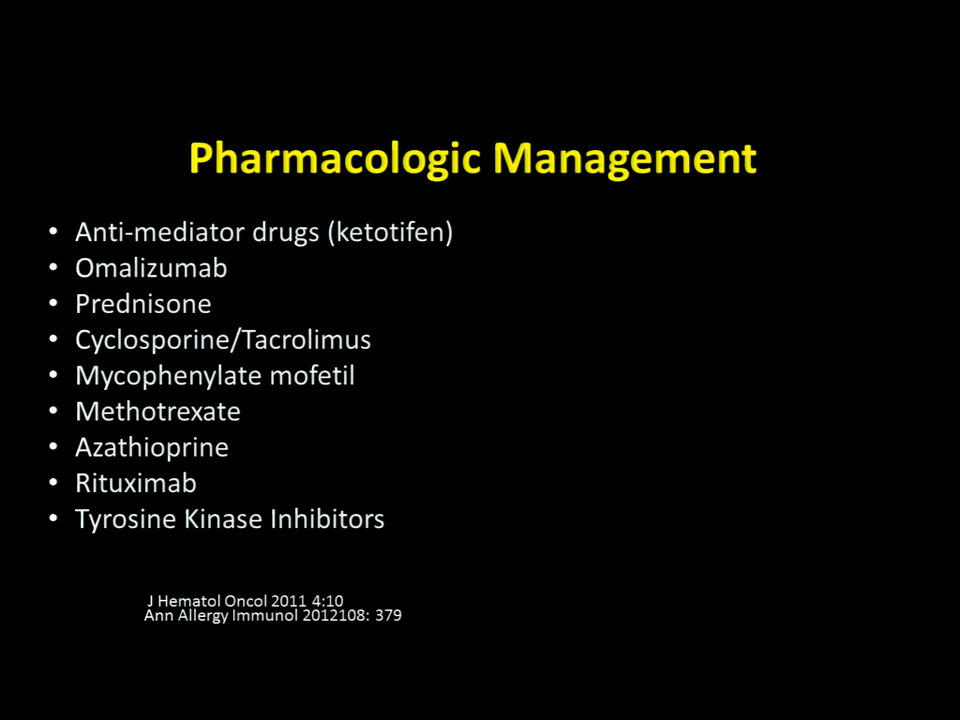 Pharmacologic Management
• Anti-mediator drugs (ketotifen)
• Omalizumab
• Prednisone
• Cyclosporine/Tacrolimus
• Mycophenylate mofetil
• Methotrexate
• Azathioprine
• Rituximab
• Tyrosine Kinase Inhibitors
J Hematol Oncol 2011 4:10
Ann Allergy Immunol 2012108: 379